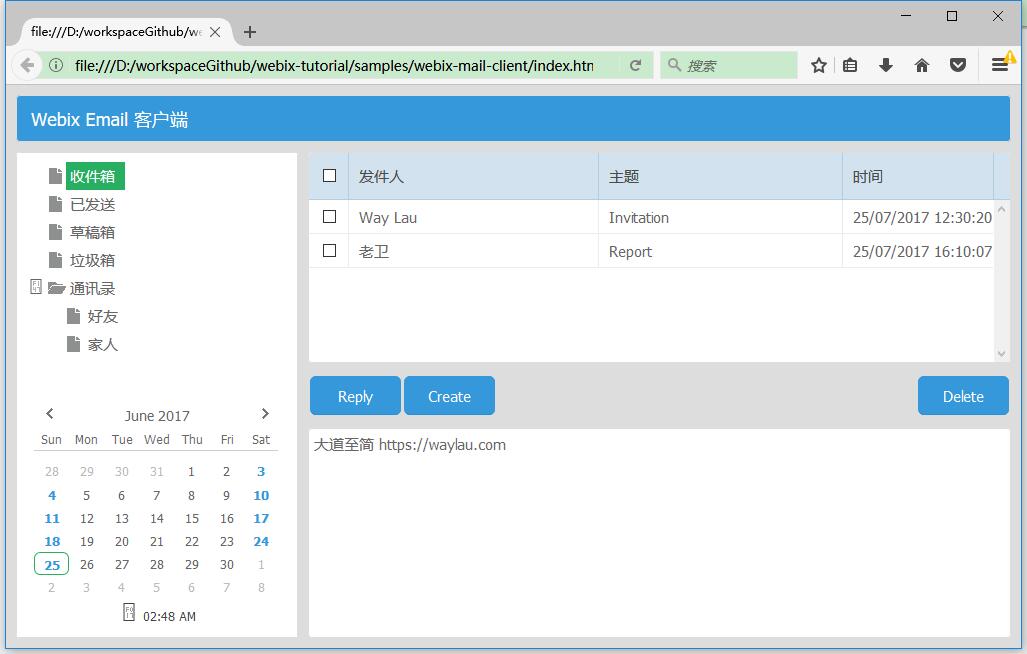 file:///D:/workspaceGithub/we
file:///D:/workspaceGithub/webix-tutorial/samples/webix-mail-client/index.htn
搜索
Webix Email 客户端
收件箱
已发送
草稿箱
垃圾箱
通讯录
好友
家人
June 2017
Sun Mon Tue Wed Thu Fri Sat
28 29 30 31 1 2 3
4 5 6 7 8 9 10
11 12 13 14 15 16 17
18 19 20 21 22 23 24
25 26 27 28 29 30 1
2 3 4 5 6 7 8
02:48 AM
发件人 主题 时间
Way Lau Invitation 25/07/2017 12:30:20
老卫 Report 25/07/2017 16:10:07
Reply Create Delete
大道至简 https://waylau.com